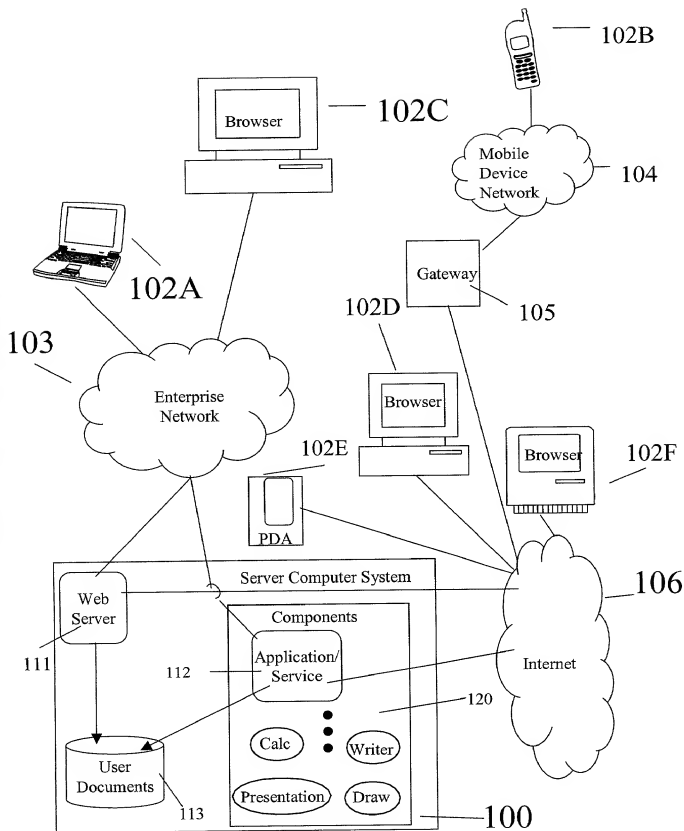 102B
Browser
102C
Mobile
Device
Network
104
102A
Gateway
105
102D
103
Enterprise
Network
Browser
102E
Browser
102F
PDA
Server Computer System
106
Web
Server
Components
111
112
Application/
Service
Internet
120
Calc
Writer
User
Documents
113
Presentation
Draw
100